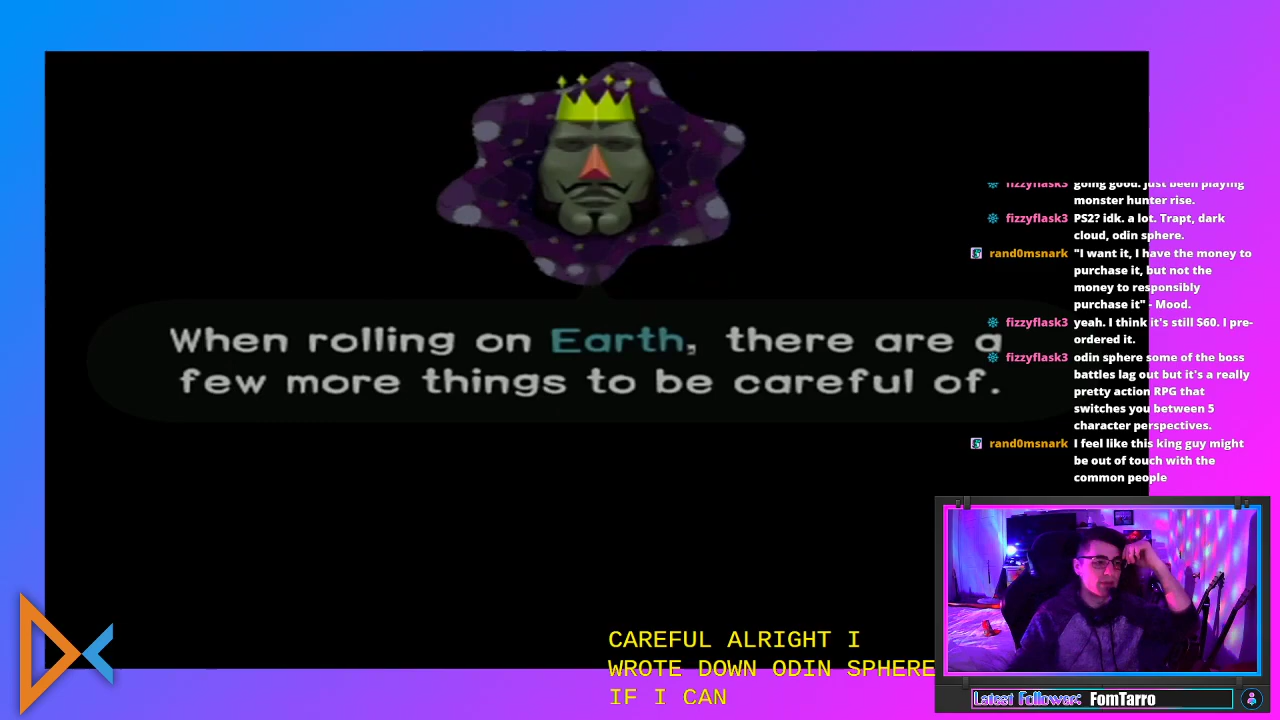 When rolling on Earth, there are a
few more things to be careful of.
fizzyflask3 going good. just been playing
monster hunter rise.
fizzyflask3 PS2? idk. a lot. Trapt, dark
cloud, odin sphere.
rand0msnark "I want it, I have the money to
purchase it, but not the
money to responsibly
purchase it" - Mood.
fizzyflask3 yeah. I think it's still $60. I pre-
ordered it.
fizzyflask3 odin sphere some of the boss
battles lag out but it's a really
pretty action RPG that
switches you between 5
character perspectives.
rand0msnark I feel like this king guy might
be out of touch with the
common people
CAREFUL ALRIGHT I
WROTE DOWN ODIN SPHERE
IF I CAN
Latest Follower: FomTarro